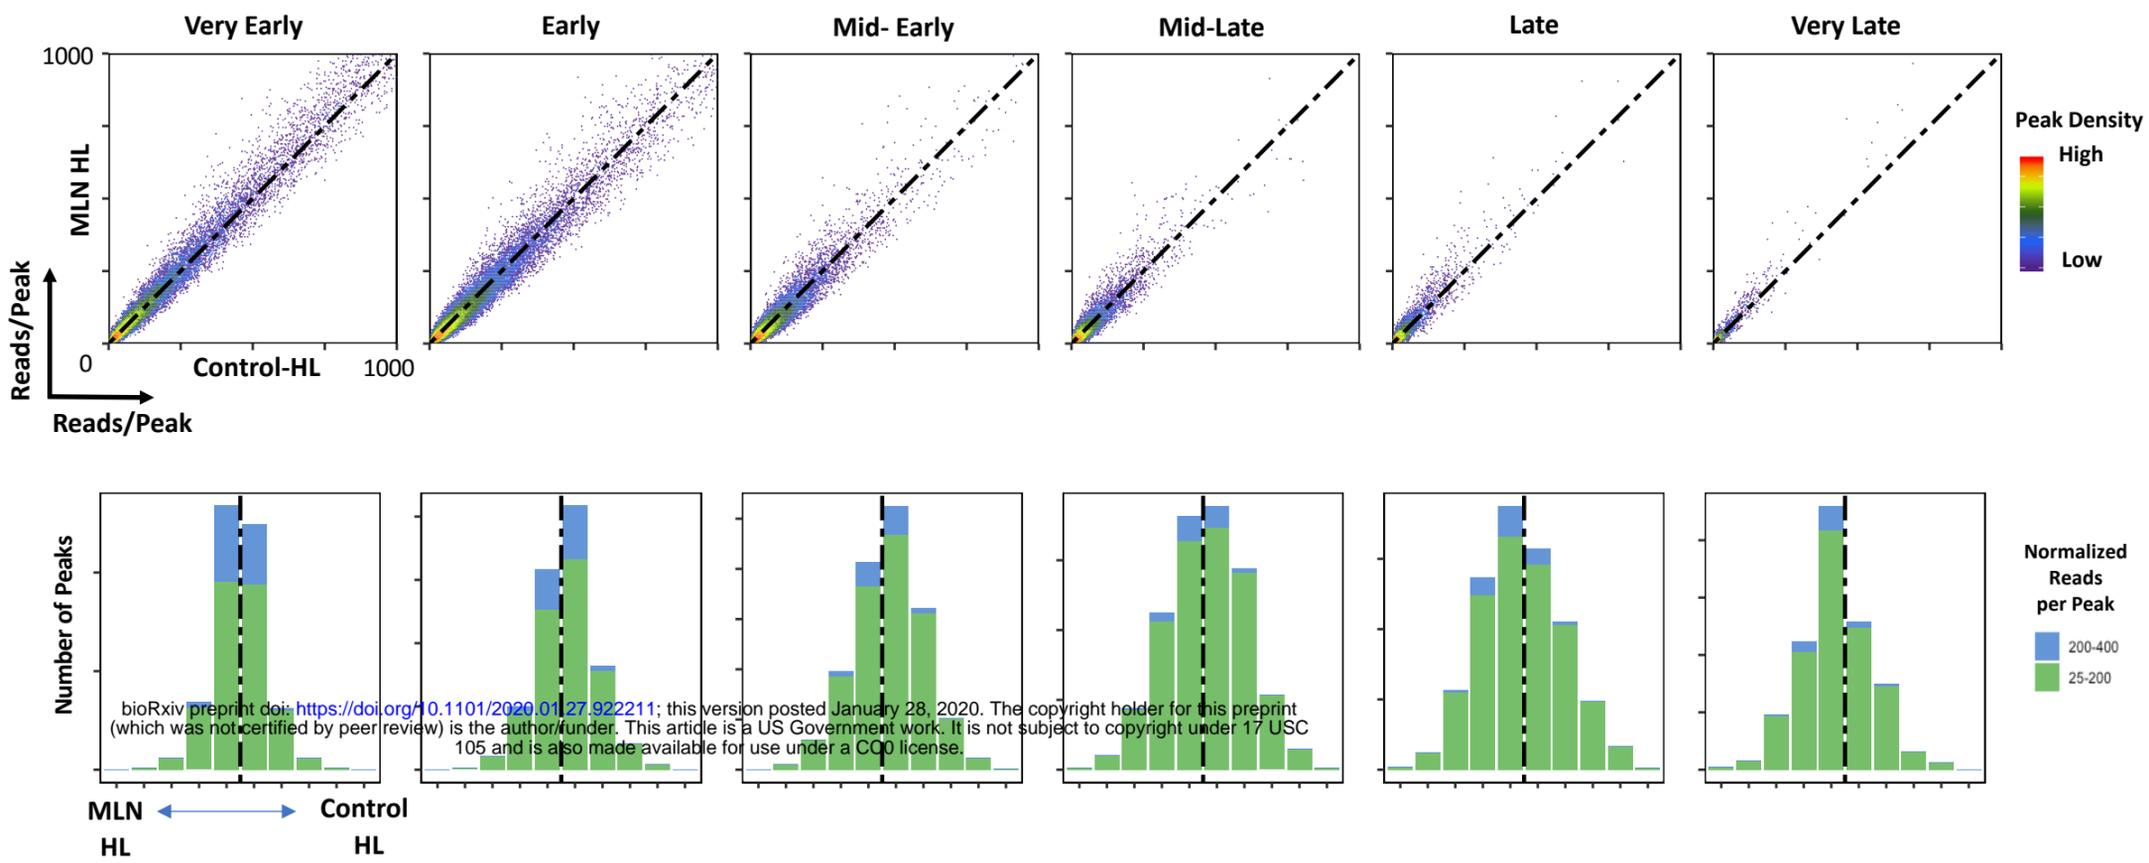 Very Early
Early
Mid- Early
Mid-Late
Late
Very Late
1000
MLN HL
Reads/Peak
0
Control-HL
1000
Reads/Peak
Peak Density
High
Low
Number of Peaks
Normalized
Reads
per Peak
200-400
25-200
bioRxiv preprint doi: https://doi.org/10.1101/2020.01.27.922211; this version posted January 28, 2020. The copyright holder for this preprint
(which was not certified by peer review) is the author/funder. This article is a US Government work. It is not subject to copyright under 17 USC
105 and is also made available for use under a CC0 license.
MLN
HL
Control
HL